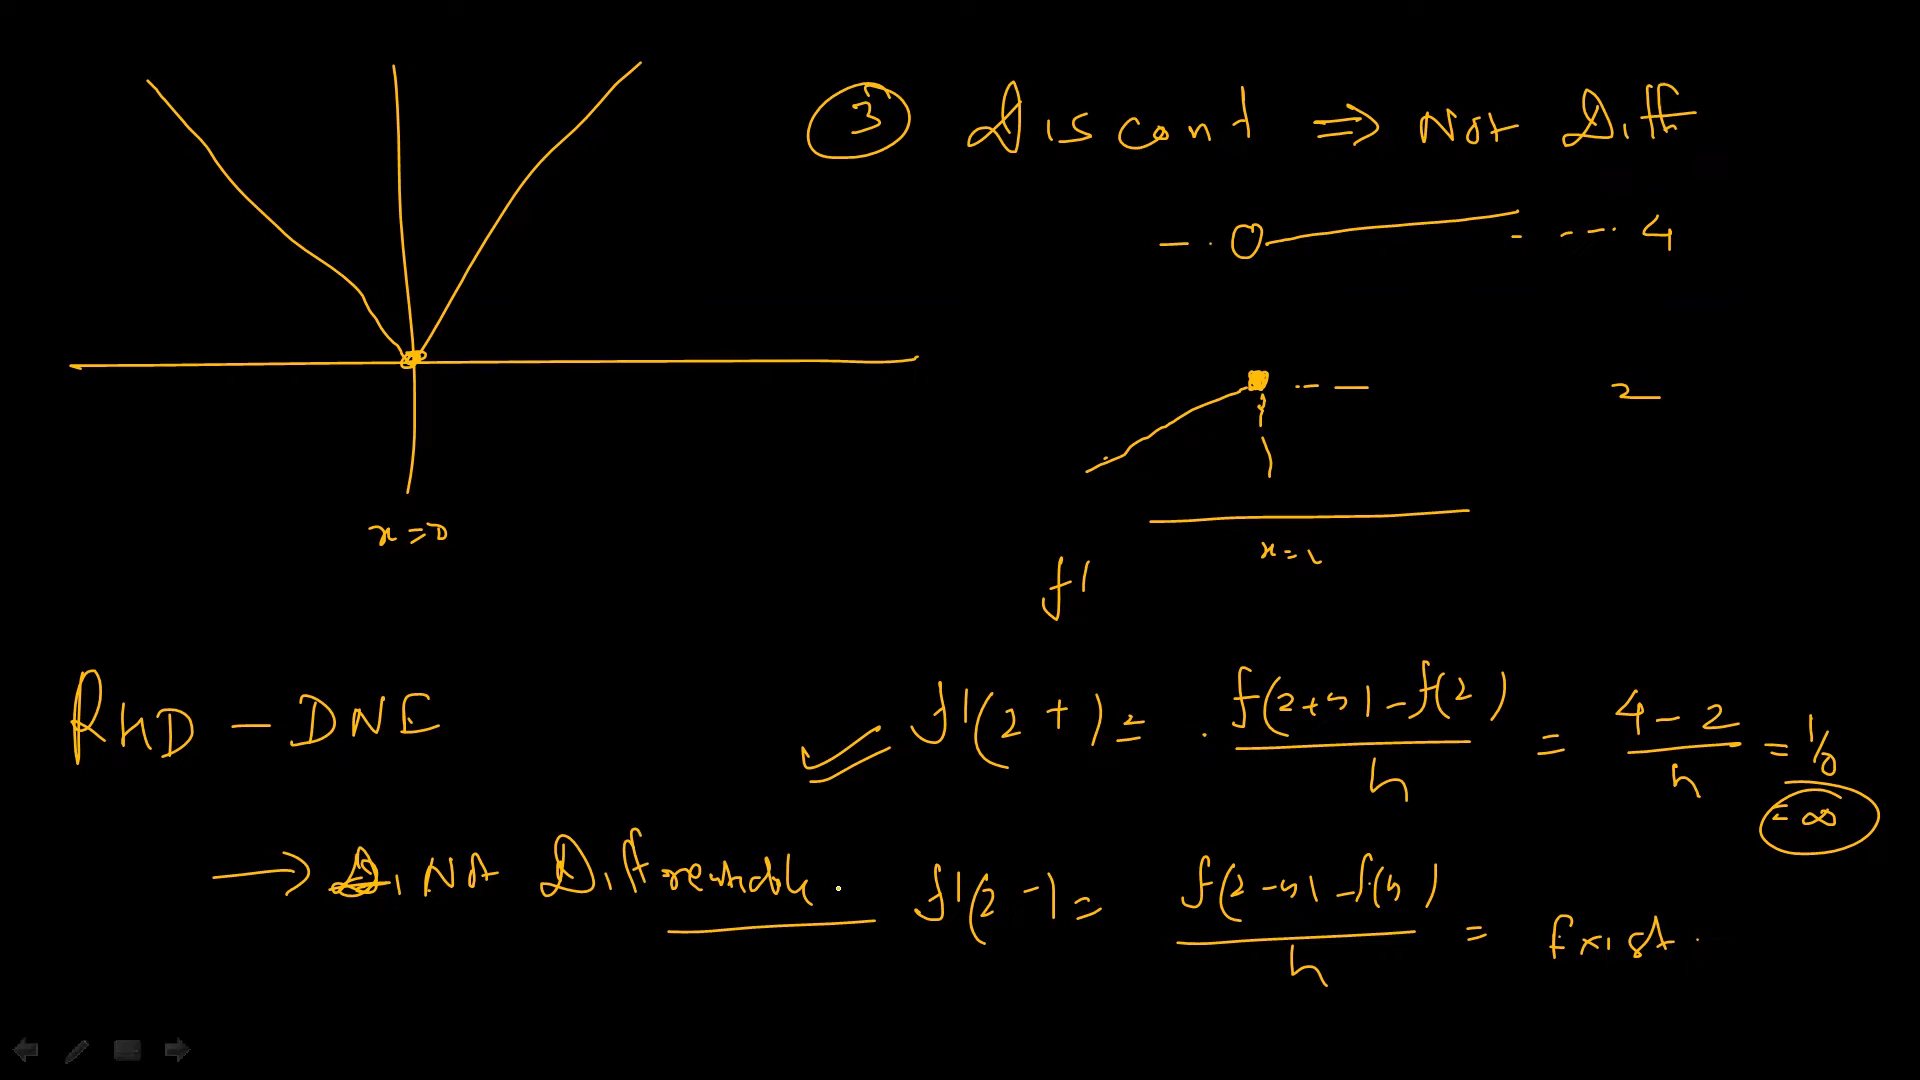 3 Discont ⇒ Not Diff
4
2
x=0
x=2
f'
RHD - DNE
f'(2+) = f(2+h) - f(2) / h = 4-2 / h = 1/0
= ∞
→ Not Differentiable.
f'(2-) = f(2-h) - f(h) / h = Exist.